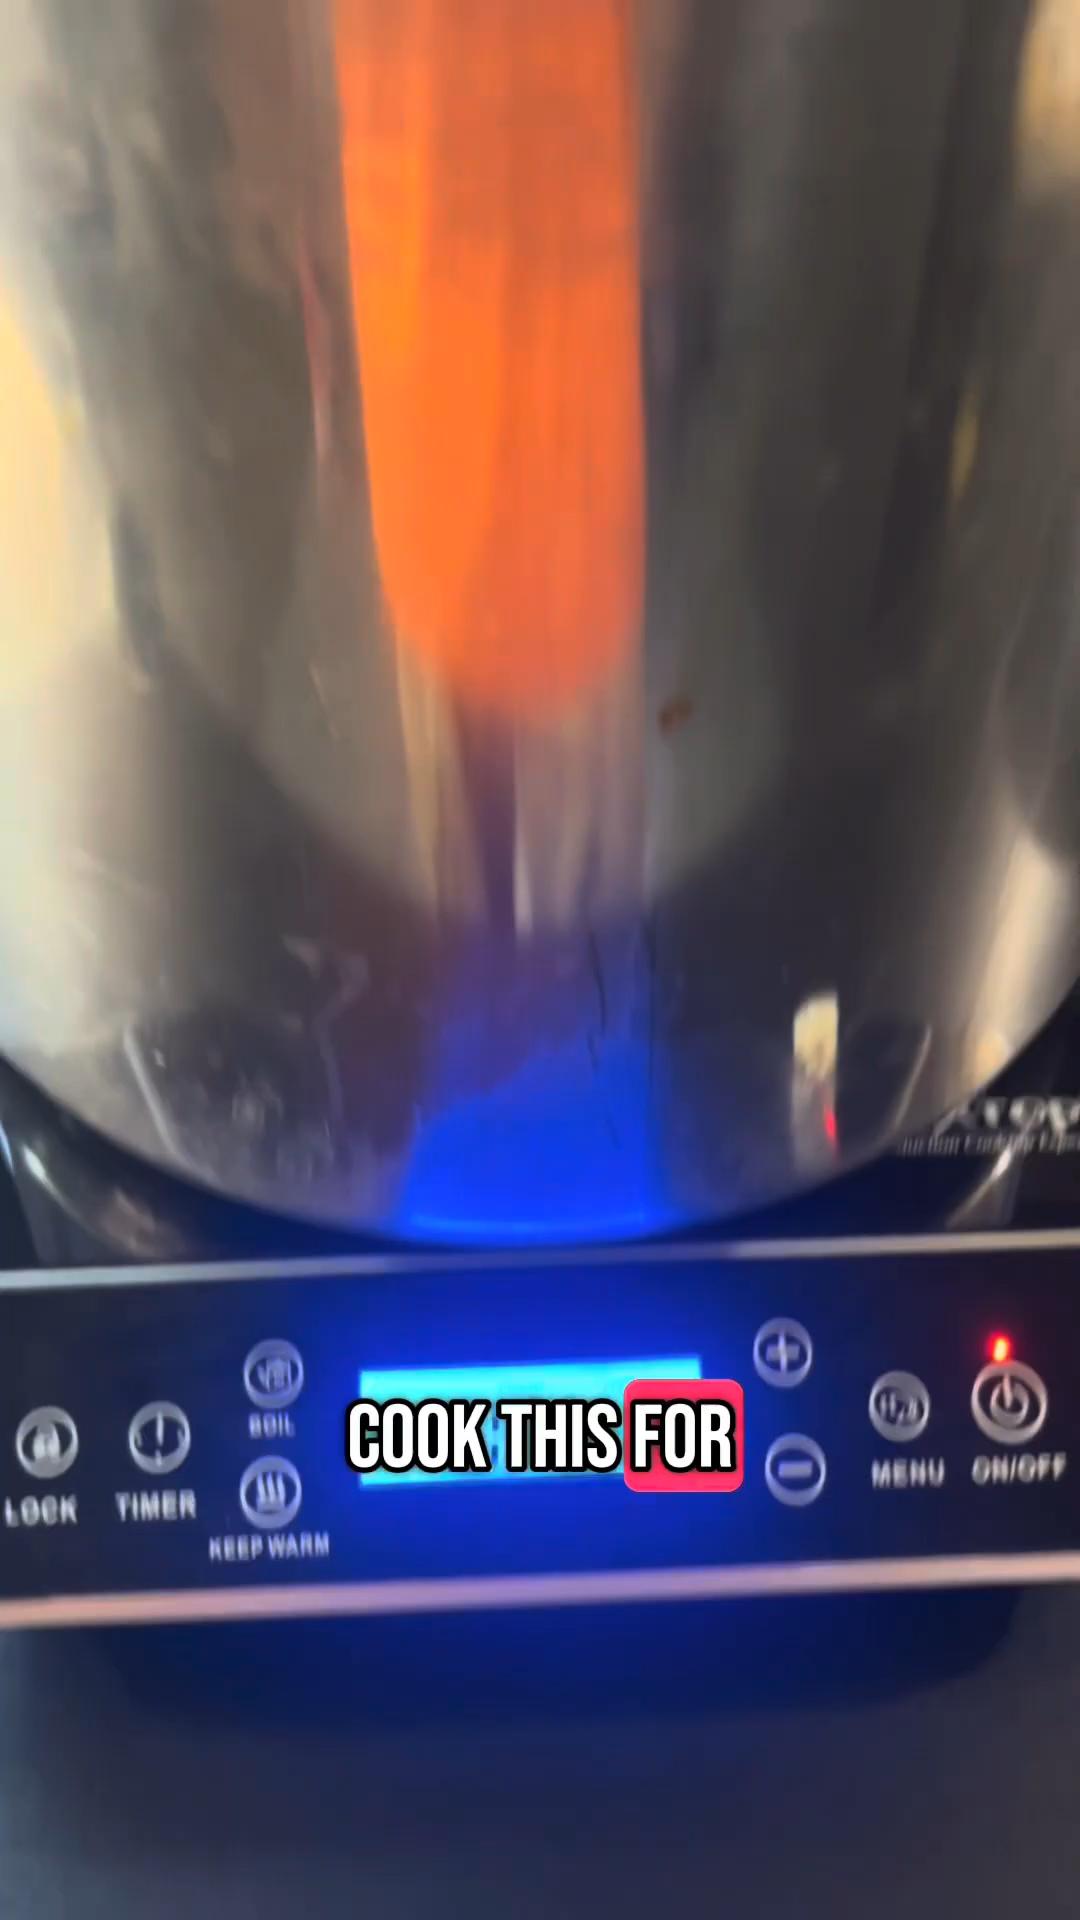 BOIL
COOK THIS FOR
LOCK
TIMER
KEEP WARM
MENU
ON/OFF